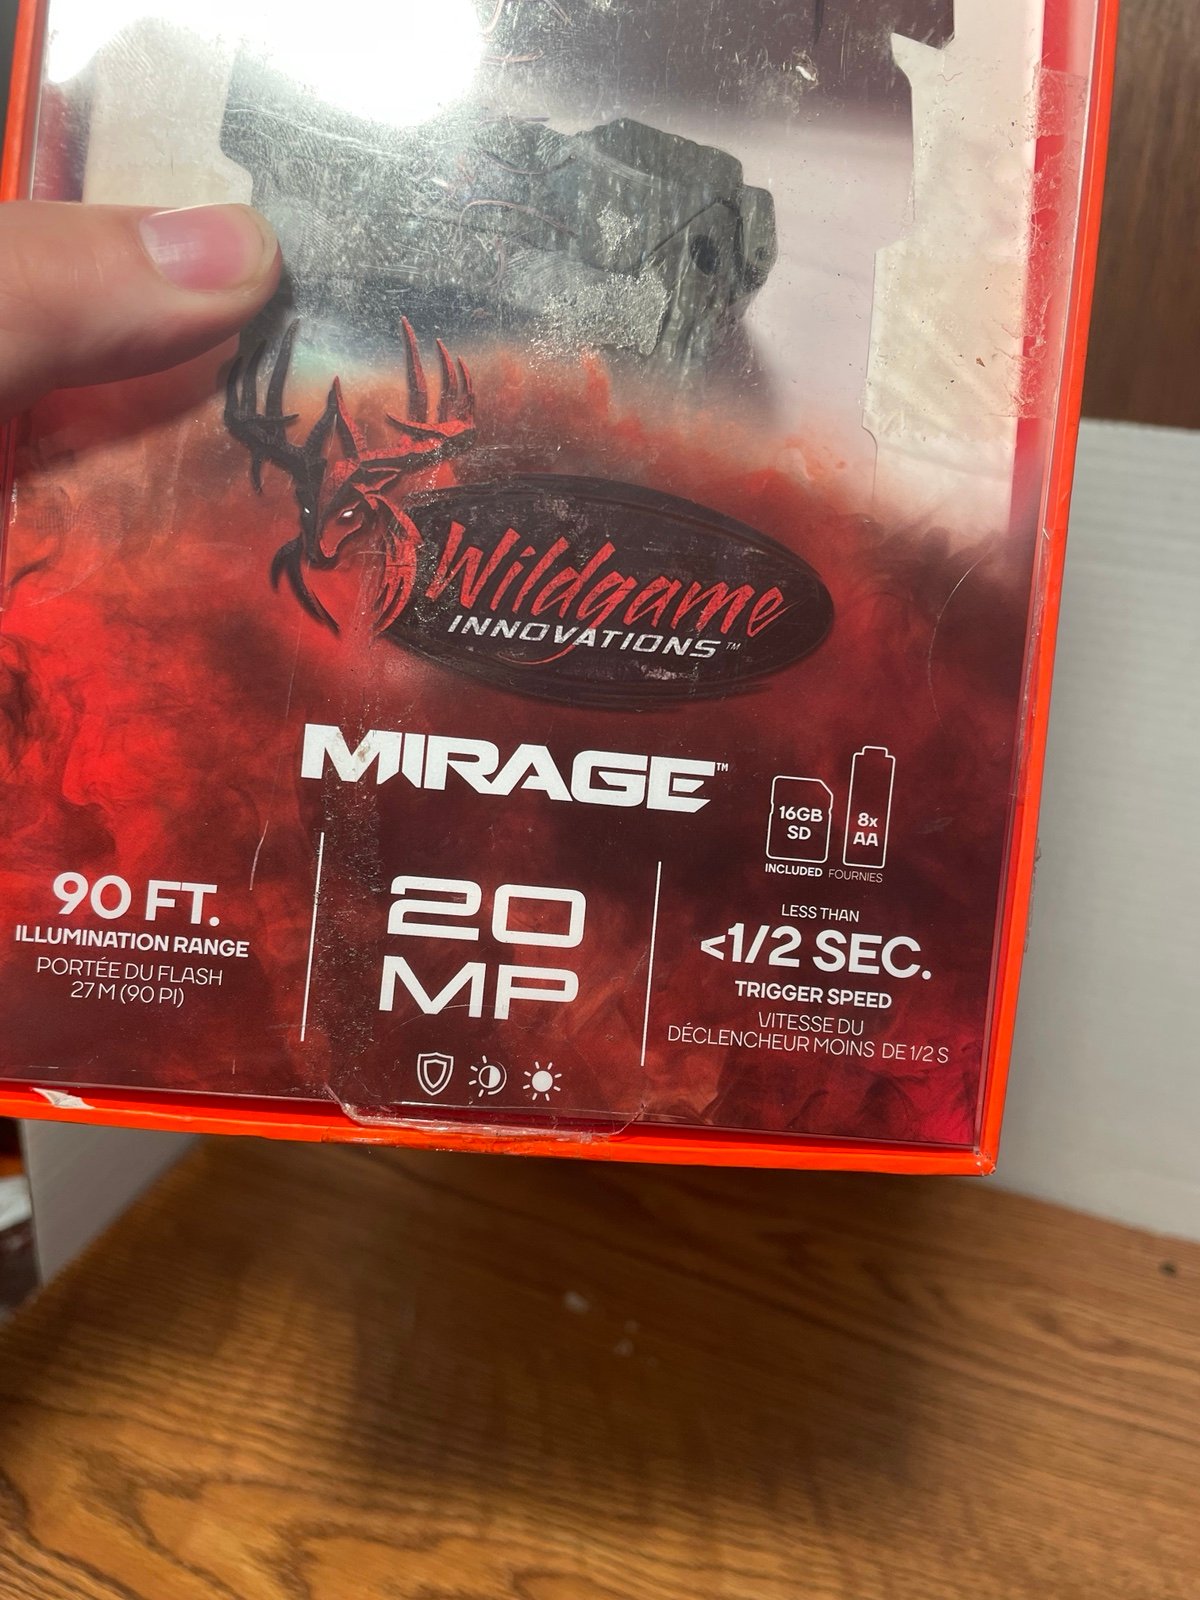 Wildgame
INNOVATIONS™
MIRAGE™
16GB
SD
8x
AA
INCLUDED FOURNIES
90 FT.
ILLUMINATION RANGE
PORTÉE DU FLASH
27 M (90 PI)
20
MP
LESS THAN
<1/2 SEC.
TRIGGER SPEED
VITESSE DU
DÉCLENCHEUR MOINS DE 1/2 S